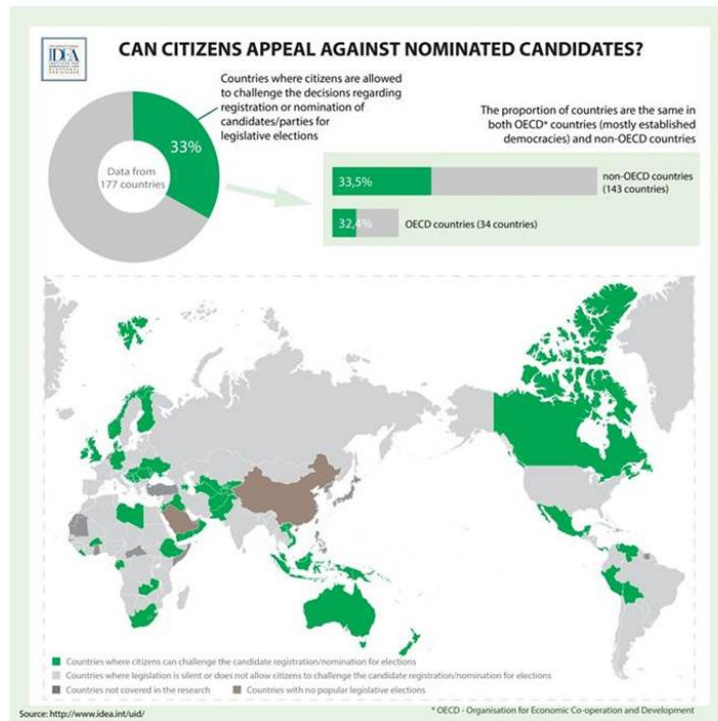 IDEA
CAN CITIZENS APPEAL AGAINST NOMINATED CANDIDATES?
Countries where citizens are allowed
to challenge the decisions regarding
registration or nomination of
candidates/parties for
legislative elections
33%
Data from
177 countries
The proportion of countries are the same in
both OECD* countries (mostly established
democracies) and non-OECD countries
33,5%
non-OECD countries
(143 countries)
32,4%
OECD countries (34 countries)
Countries where citizens can challenge the candidate registration/nomination for elections
Countries where legislation is silent or does not allow citizens to challenge the candidate registration/nomination for elections
Countries not covered in the research
Countries with no popular legislative elections
Source: http://www.idea.int/uid/
* OECD - Organisation for Economic Co-operation and Development